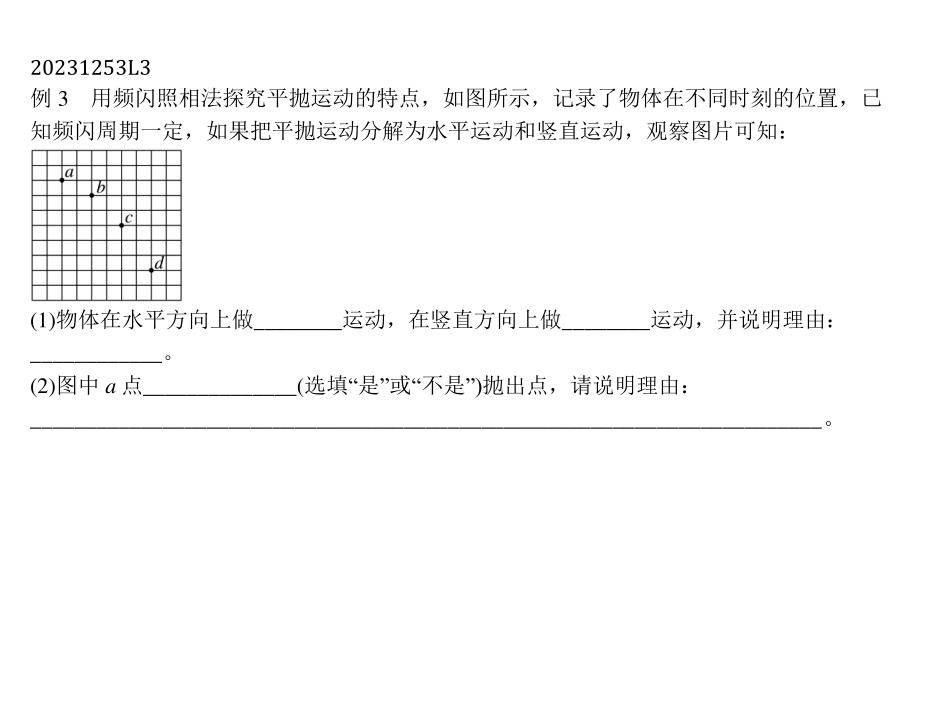 20231253L3
例 3　用频闪照相法探究平抛运动的特点，如图所示，记录了物体在不同时刻的位置，已
知频闪周期一定，如果把平抛运动分解为水平运动和竖直运动，观察图片可知：
a
b
c
d
(1)物体在水平方向上做________运动，在竖直方向上做________运动，并说明理由：
____________。
(2)图中 a 点______________(选填“是”或“不是”)抛出点，请说明理由：
________________________________________________________________________。